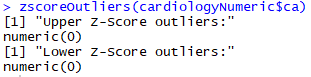 > zscoreOutliers(cardiologyNumeric$ca)
[1] "Upper Z-Score outliers:"
numeric(0)
[1] "Lower Z-Score outliers:"
numeric(0)